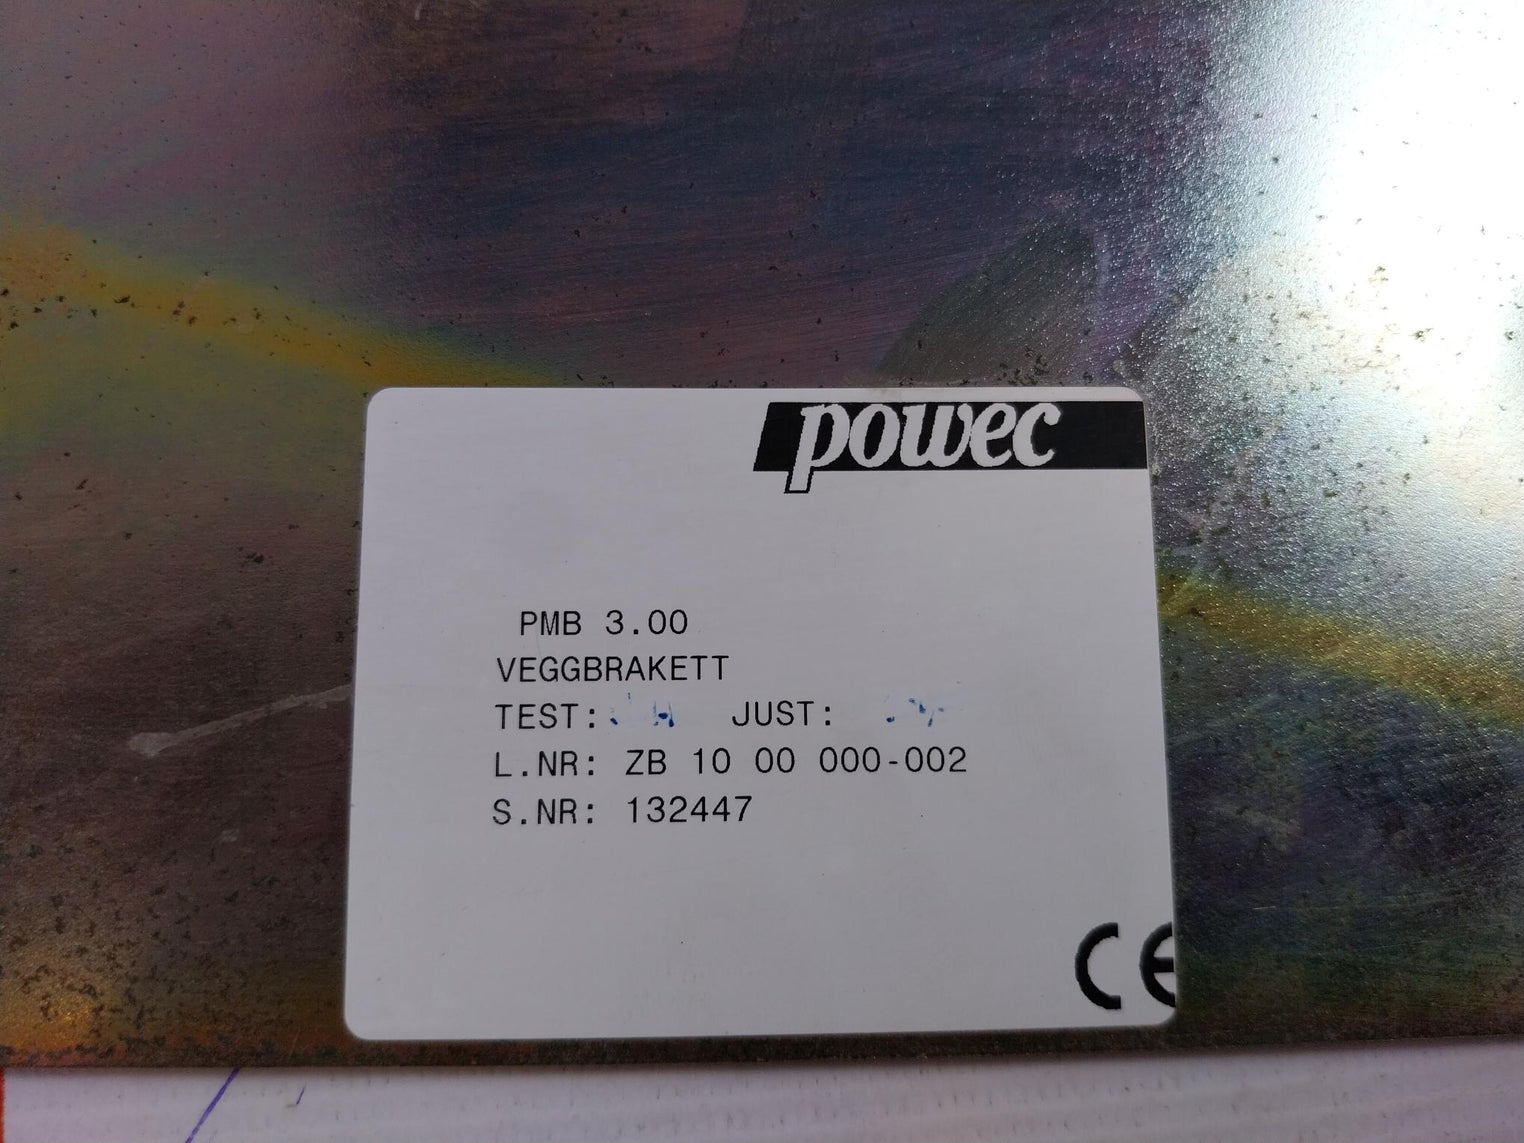 powec
PMB 3.00
VEGGBRAKETT
TEST: JUST:
L.NR: ZB 10 00 000-002
S.NR: 132447
CE